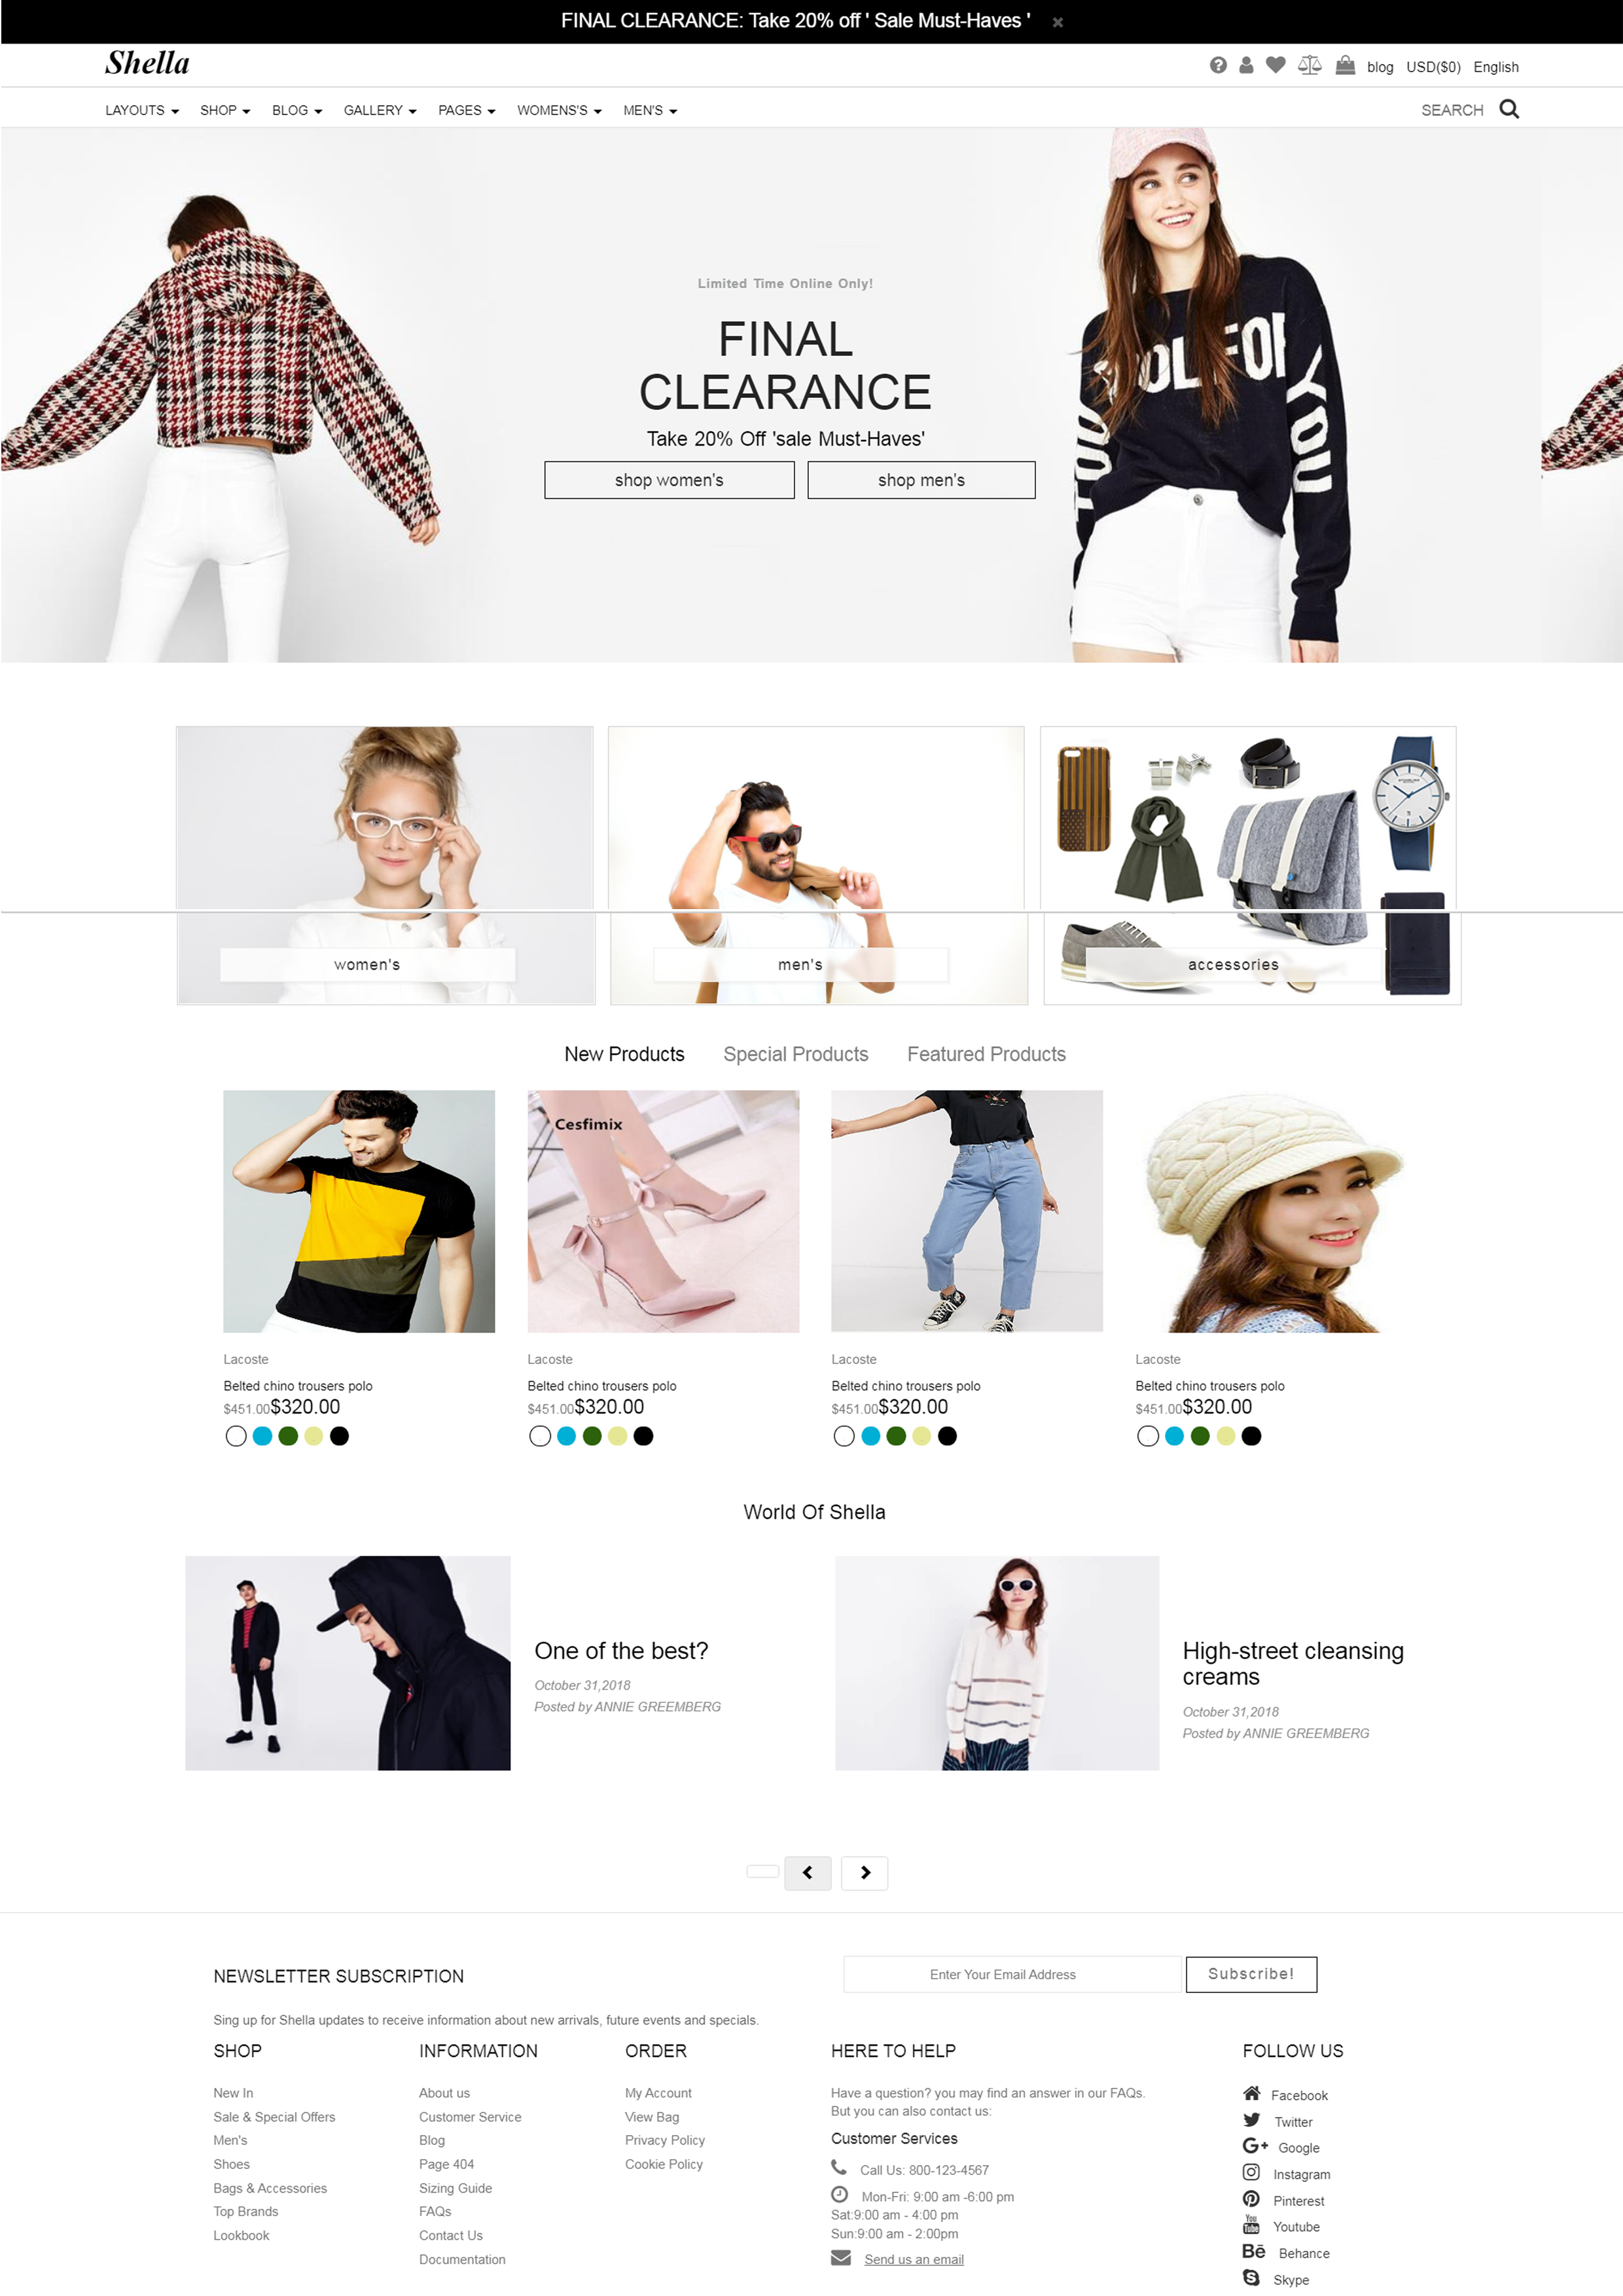 FINAL CLEARANCE: Take 20% off ' Sale Must-Haves ' ×
Shella
blog USD($0) English
LAYOUTS SHOP BLOG GALLERY PAGES WOMENS'S MEN'S SEARCH
Limited Time Online Only!
FINAL
CLEARANCE
Take 20% Off 'sale Must-Haves'
shop women's shop men's
YOU
YOU
women's men's accessories
New Products Special Products Featured Products
Cesfimix
Lacoste Lacoste Lacoste Lacoste
Belted chino trousers polo Belted chino trousers polo Belted chino trousers polo Belted chino trousers polo
$451.00$320.00 $451.00$320.00 $451.00$320.00 $451.00$320.00
World Of Shella
One of the best?
October 31,2018
Posted by ANNIE GREEMBERG
High-street cleansing
creams
October 31,2018
Posted by ANNIE GREEMBERG
NEWSLETTER SUBSCRIPTION
Enter Your Email Address Subscribe!
Sing up for Shella updates to receive information about new arrivals, future events and specials.
SHOP
New In
Sale & Special Offers
Men's
Shoes
Bags & Accessories
Top Brands
Lookbook
INFORMATION
About us
Customer Service
Blog
Page 404
Sizing Guide
FAQs
Contact Us
Documentation
ORDER
My Account
View Bag
Privacy Policy
Cookie Policy
HERE TO HELP
Have a question? you may find an answer in our FAQs.
But you can also contact us:
Customer Services
Call Us: 800-123-4567
Mon-Fri: 9:00 am -6:00 pm
Sat:9:00 am - 4:00 pm
Sun:9:00 am - 2:00pm
Send us an email
FOLLOW US
Facebook
Twitter
Google
Instagram
Pinterest
Youtube
Behance
Skype